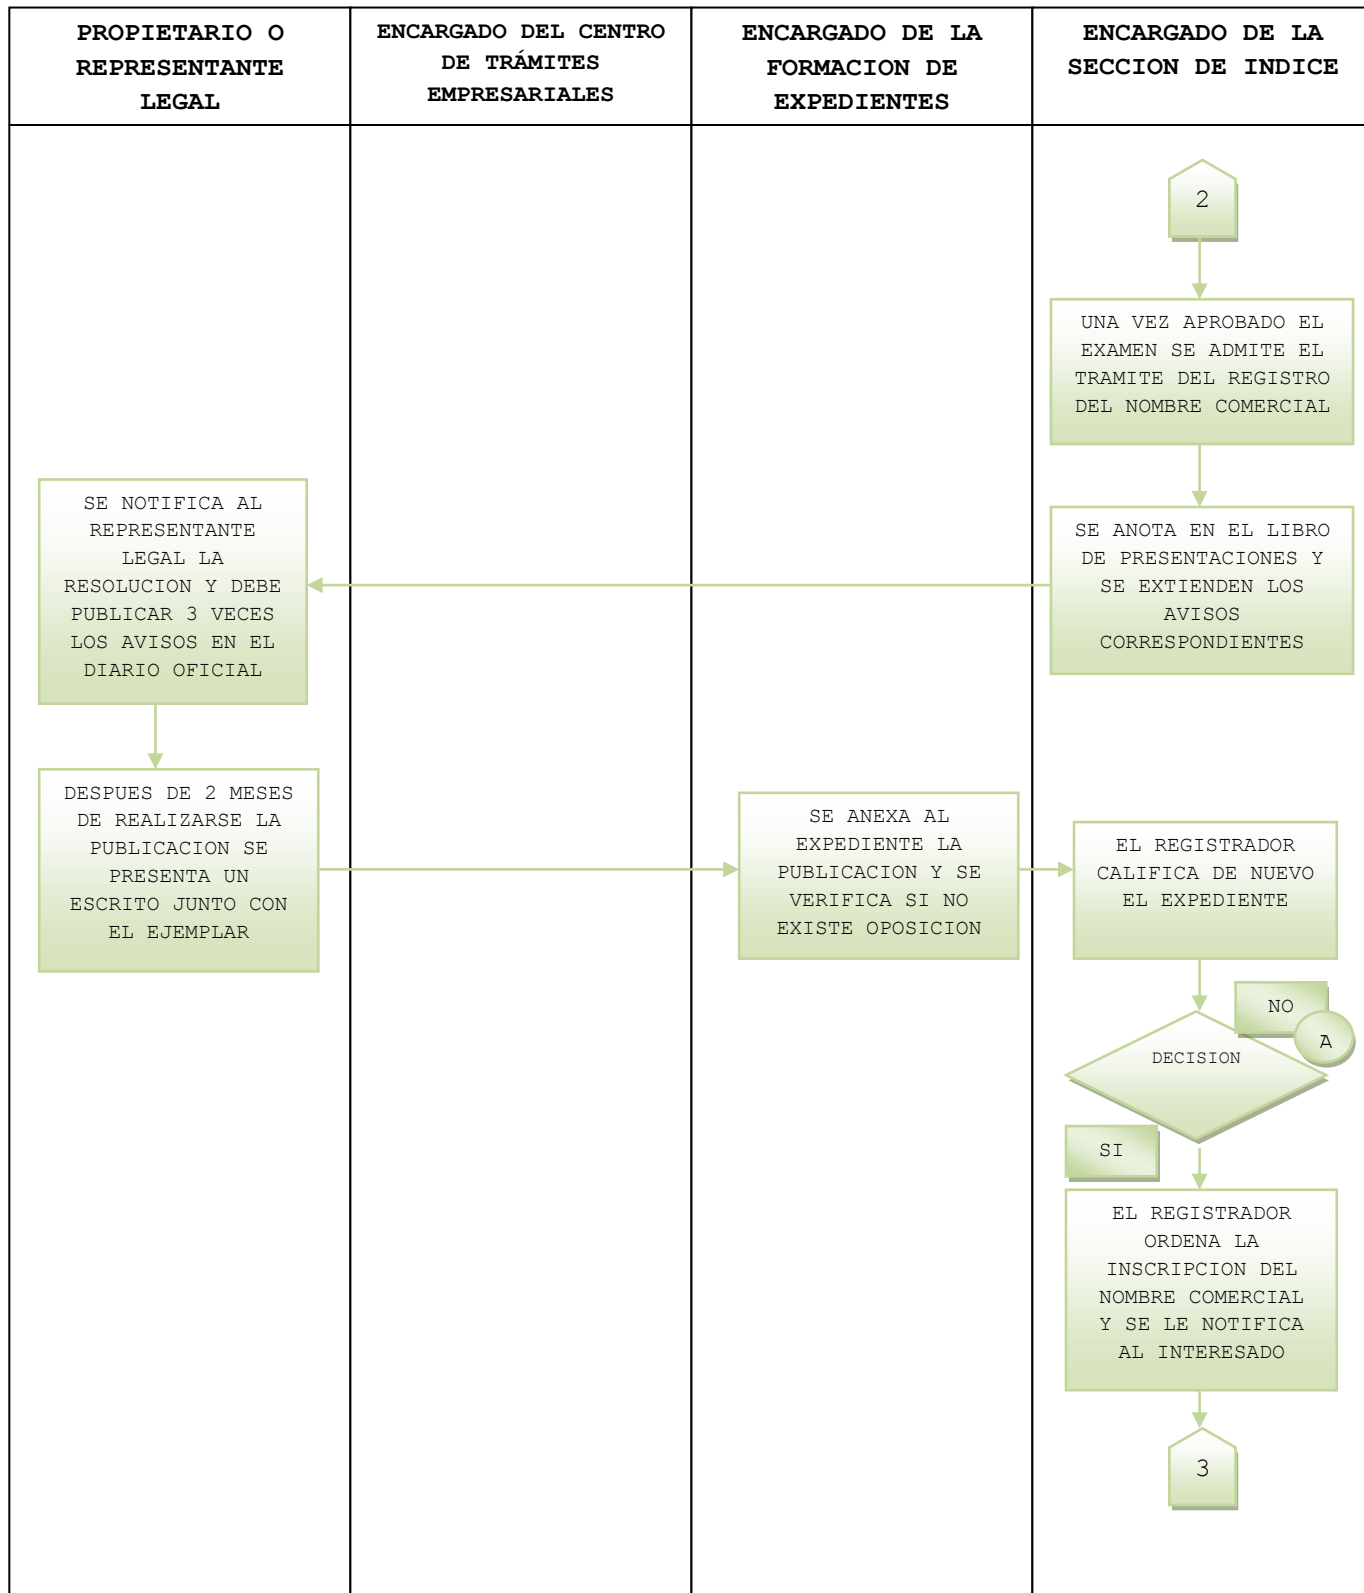 PROPIETARIO O
REPRESENTANTE
LEGAL
ENCARGADO DEL CENTRO
DE TRÁMITES
EMPRESARIALES
ENCARGADO DE LA
FORMACION DE
EXPEDIENTES
ENCARGADO DE LA
SECCION DE INDICE
2
UNA VEZ APROBADO EL
EXAMEN SE ADMITE EL
TRAMITE DEL REGISTRO
DEL NOMBRE COMERCIAL
SE ANOTA EN EL LIBRO
DE PRESENTACIONES Y
SE EXTIENDEN LOS
AVISOS
CORRESPONDIENTES
SE NOTIFICA AL
REPRESENTANTE
LEGAL LA
RESOLUCION Y DEBE
PUBLICAR 3 VECES
LOS AVISOS EN EL
DIARIO OFICIAL
DESPUES DE 2 MESES
DE REALIZARSE LA
PUBLICACION SE
PRESENTA UN
ESCRITO JUNTO CON
EL EJEMPLAR
SE ANEXA AL
EXPEDIENTE LA
PUBLICACION Y SE
VERIFICA SI NO
EXISTE OPOSICION
EL REGISTRADOR
CALIFICA DE NUEVO
EL EXPEDIENTE
NO
A
DECISION
SI
EL REGISTRADOR
ORDENA LA
INSCRIPCION DEL
NOMBRE COMERCIAL
Y SE LE NOTIFICA
AL INTERESADO
3